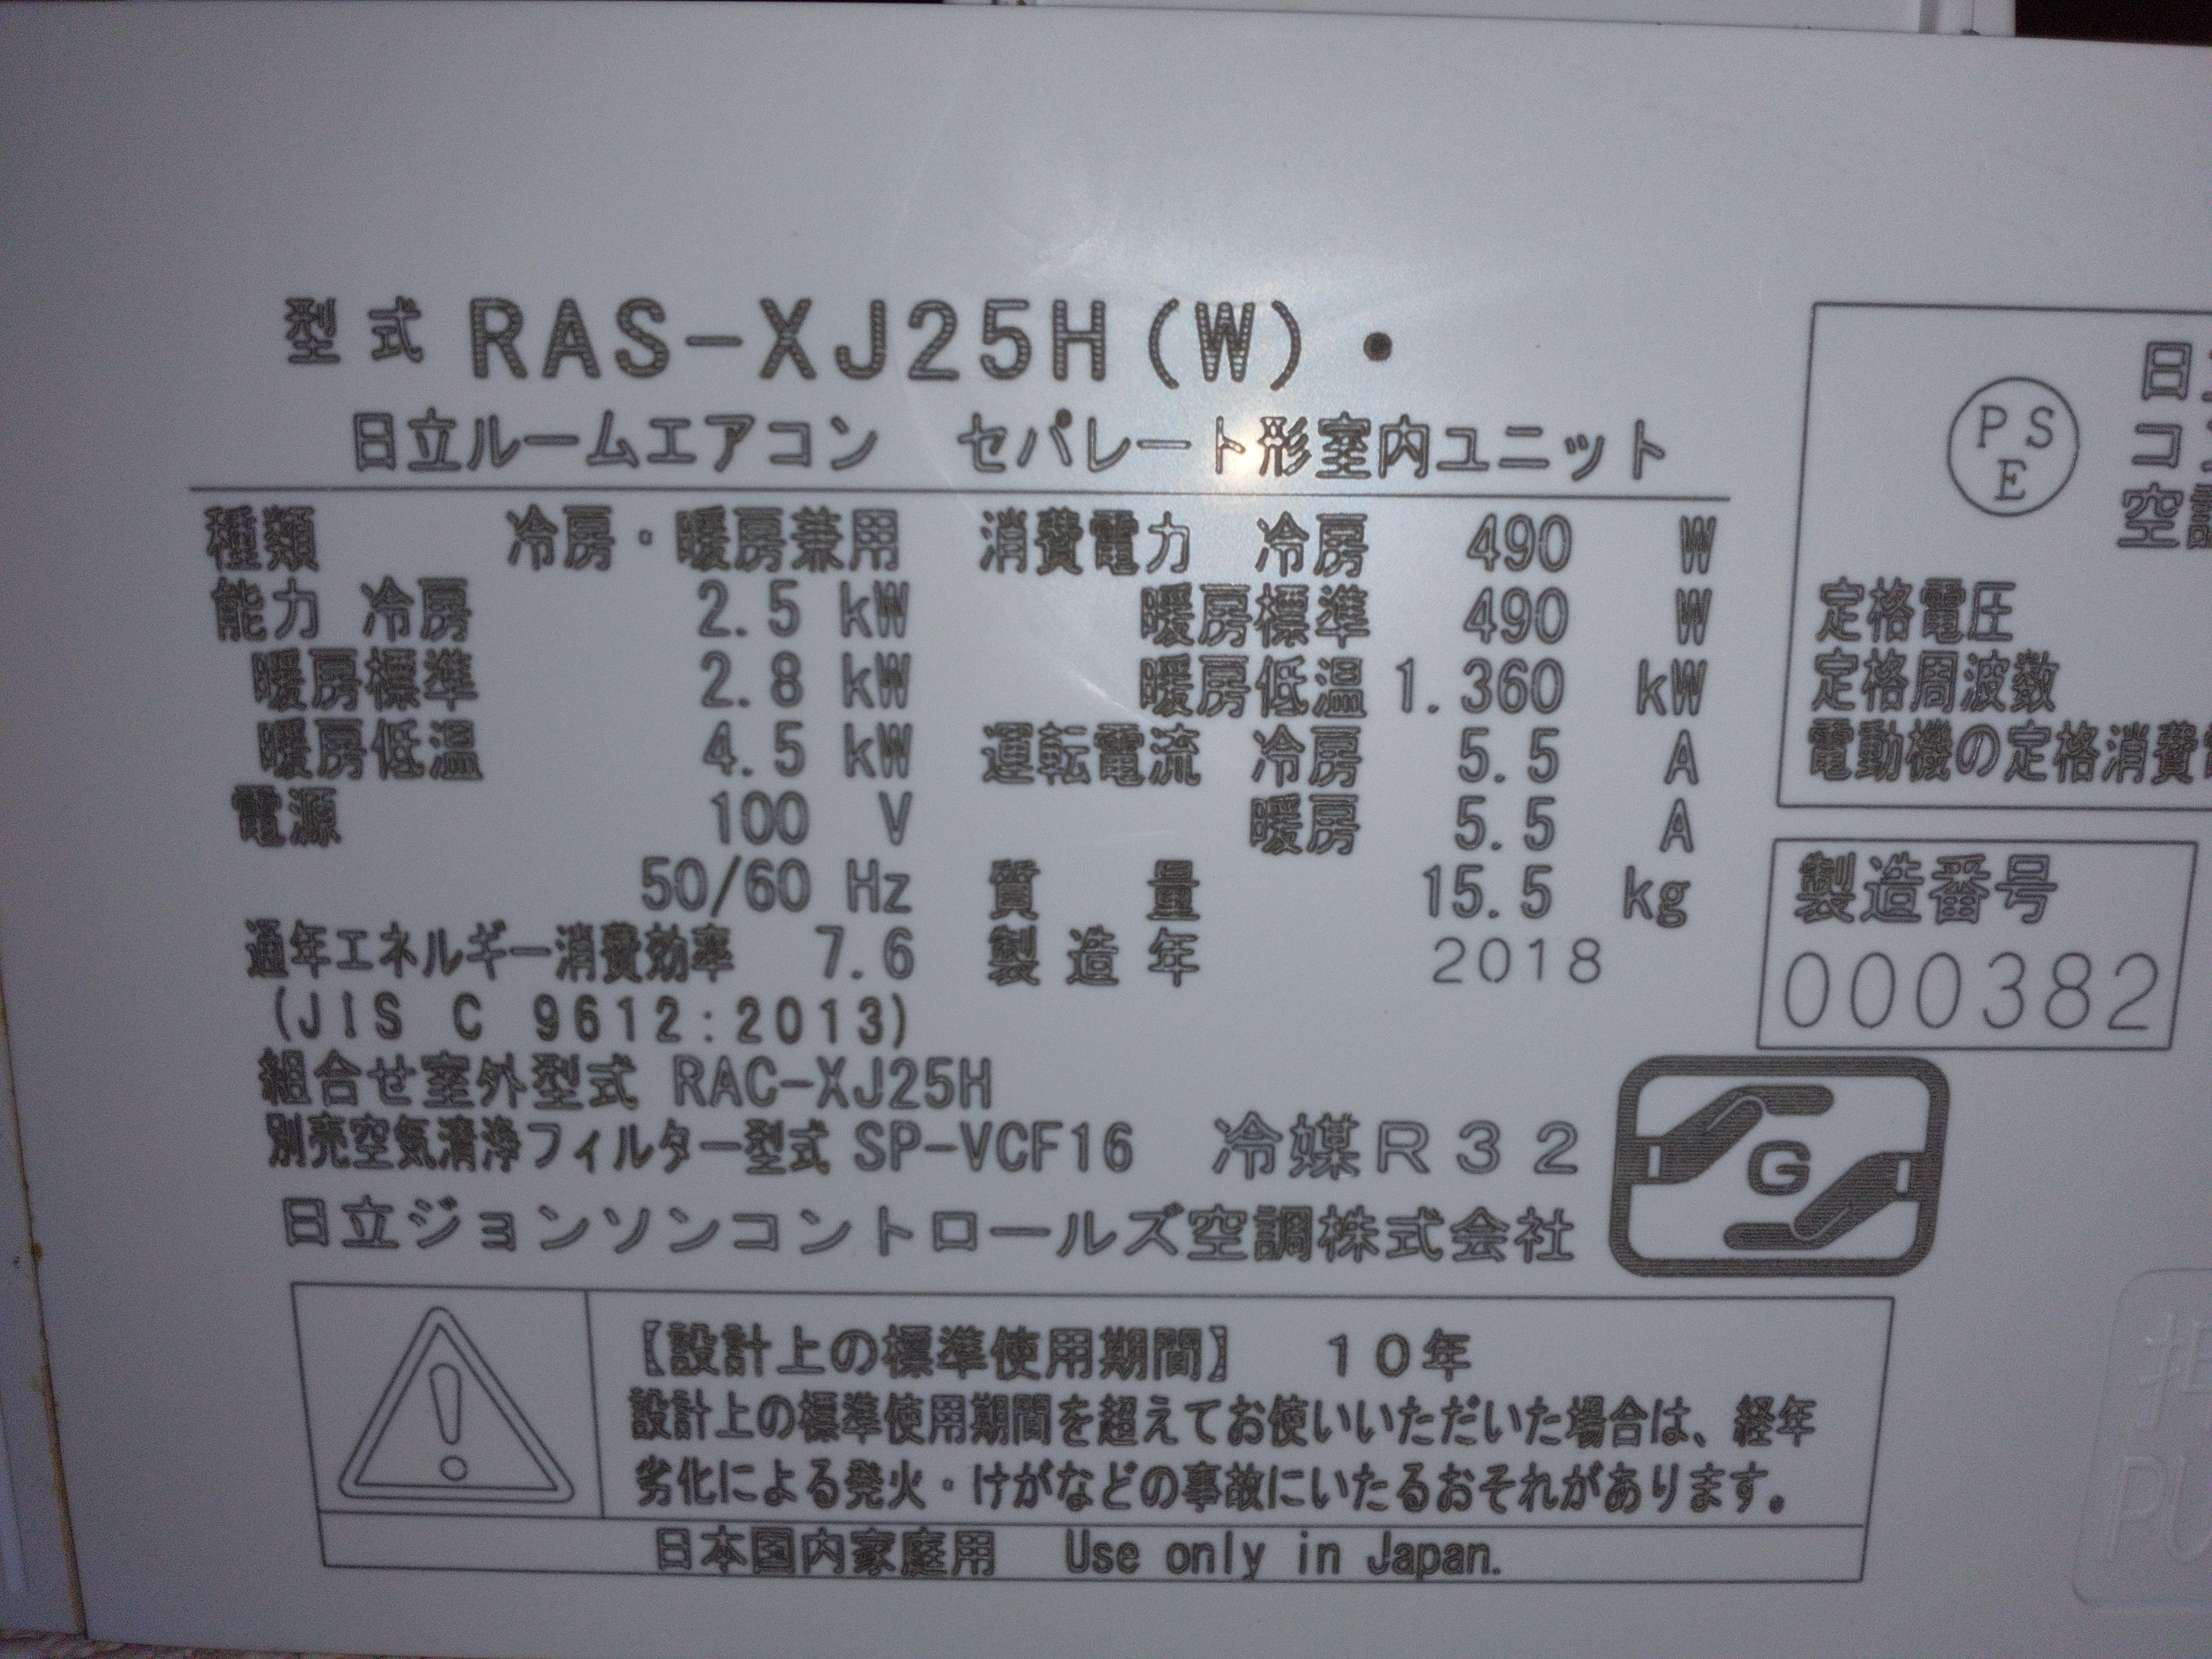 型式 RAS-XJ25H(W)・
日立ルームエアコン セパレート形室内ユニット
種類 冷房・暖房兼用
能力 冷房 2.5 kW
暖房標準 2.8 kW
暖房低温 4.5 kW
電源 100 V
50/60 Hz
通年エネルギー消費効率 7.6
(JIS C 9612:2013)
消費電力 冷房 490 W
暖房標準 490 W
暖房低温 1.360 kW
運転電流 冷房 5.5 A
暖房 5.5 A
質量 15.5 kg
製造年 2018
組合せ室外型式 RAC-XJ25H
別売空気清浄フィルター型式 SP-VCF16 冷媒R32
日立ジョンソンコントロールズ空調株式会社
G
【設計上の標準使用期間】 10年
設計上の標準使用期間を超えてお使いいただいた場合は、経年
劣化による発火・けがなどの事故にいたるおそれがあります。
日本国内家庭用 Use only in Japan.
PSE
日
コ
空
定格電圧
定格周波数
電動機の定格消費
製造番号
000382
PU